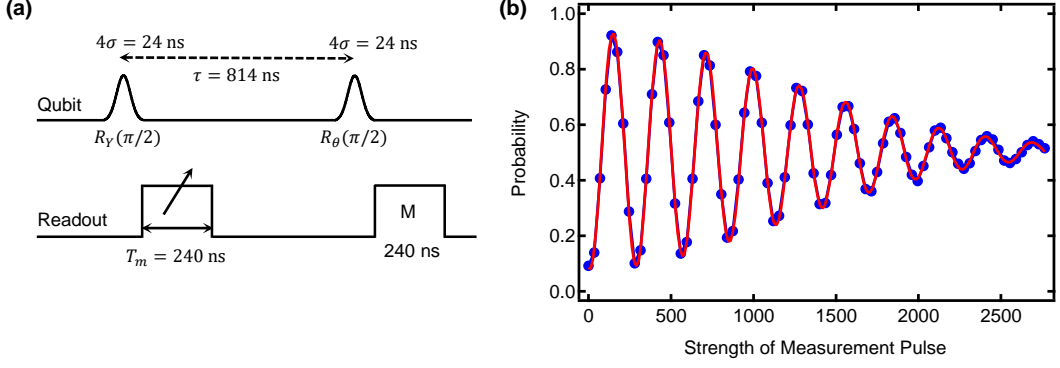 (a)
4σ = 24 ns
4σ = 24 ns
τ = 814 ns
Qubit
R_Y(π/2)
R_θ(π/2)
Readout
M
T_m = 240 ns
240 ns
(b)
1.0
0.8
0.6
0.4
0.2
0.0
Probability
0
500
1000
1500
2000
2500
Strength of Measurement Pulse